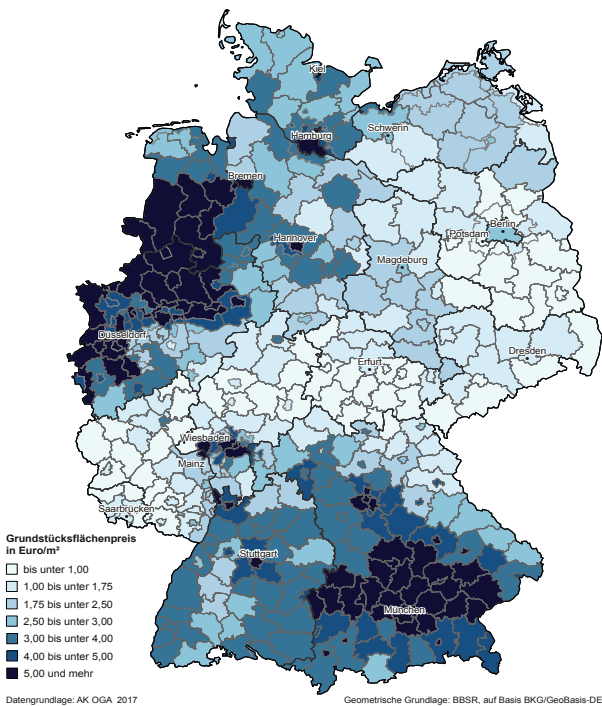 Kiel
Hamburg
Schwerin
Bremen
Berlin
Potsdam
Hannover
Magdeburg
Düsseldorf
Erfurt
Dresden
Wiesbaden
Mainz
Saarbrücken
Stuttgart
München
Grundstücksflächenpreis
in Euro/m²
bis unter 1,00
1,00 bis unter 1,75
1,75 bis unter 2,50
2,50 bis unter 3,00
3,00 bis unter 4,00
4,00 bis unter 5,00
5,00 und mehr
Datengrundlage: AK OGA 2017
Geometrische Grundlage: BBSR, auf Basis BKG/GeoBasis-DE